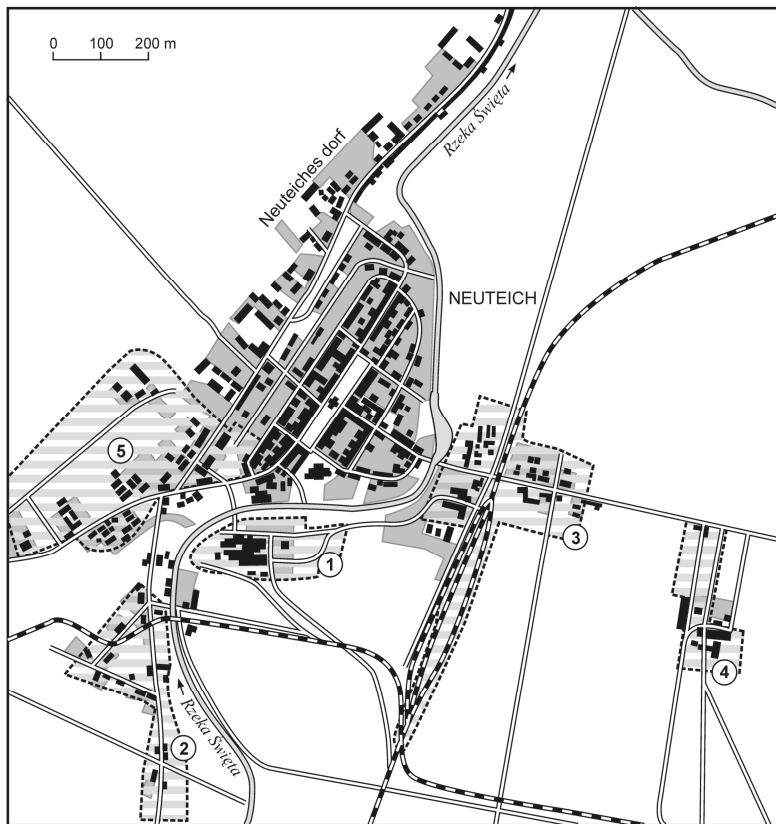 0 100 200 m
Rzeka Święta
Neuteiches dorf
NEUTEICH
5
3
1
4
Rzeka Święta
2